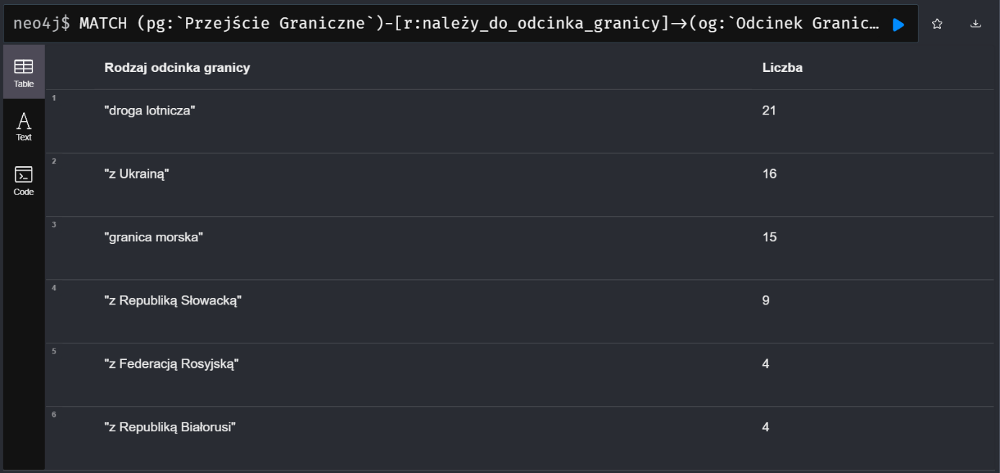 neo4j$ MATCH (pg:`Przejście Graniczne`)-[r:należy_do_odcinka_granicy]->(og:`Odcinek Granic…
Table
Text
Code
Rodzaj odcinka granicy Liczba
1 "droga lotnicza" 21
2 "z Ukrainą" 16
3 "granica morska" 15
4 "z Republiką Słowacką" 9
5 "z Federacją Rosyjską" 4
6 "z Republiką Białorusi" 4